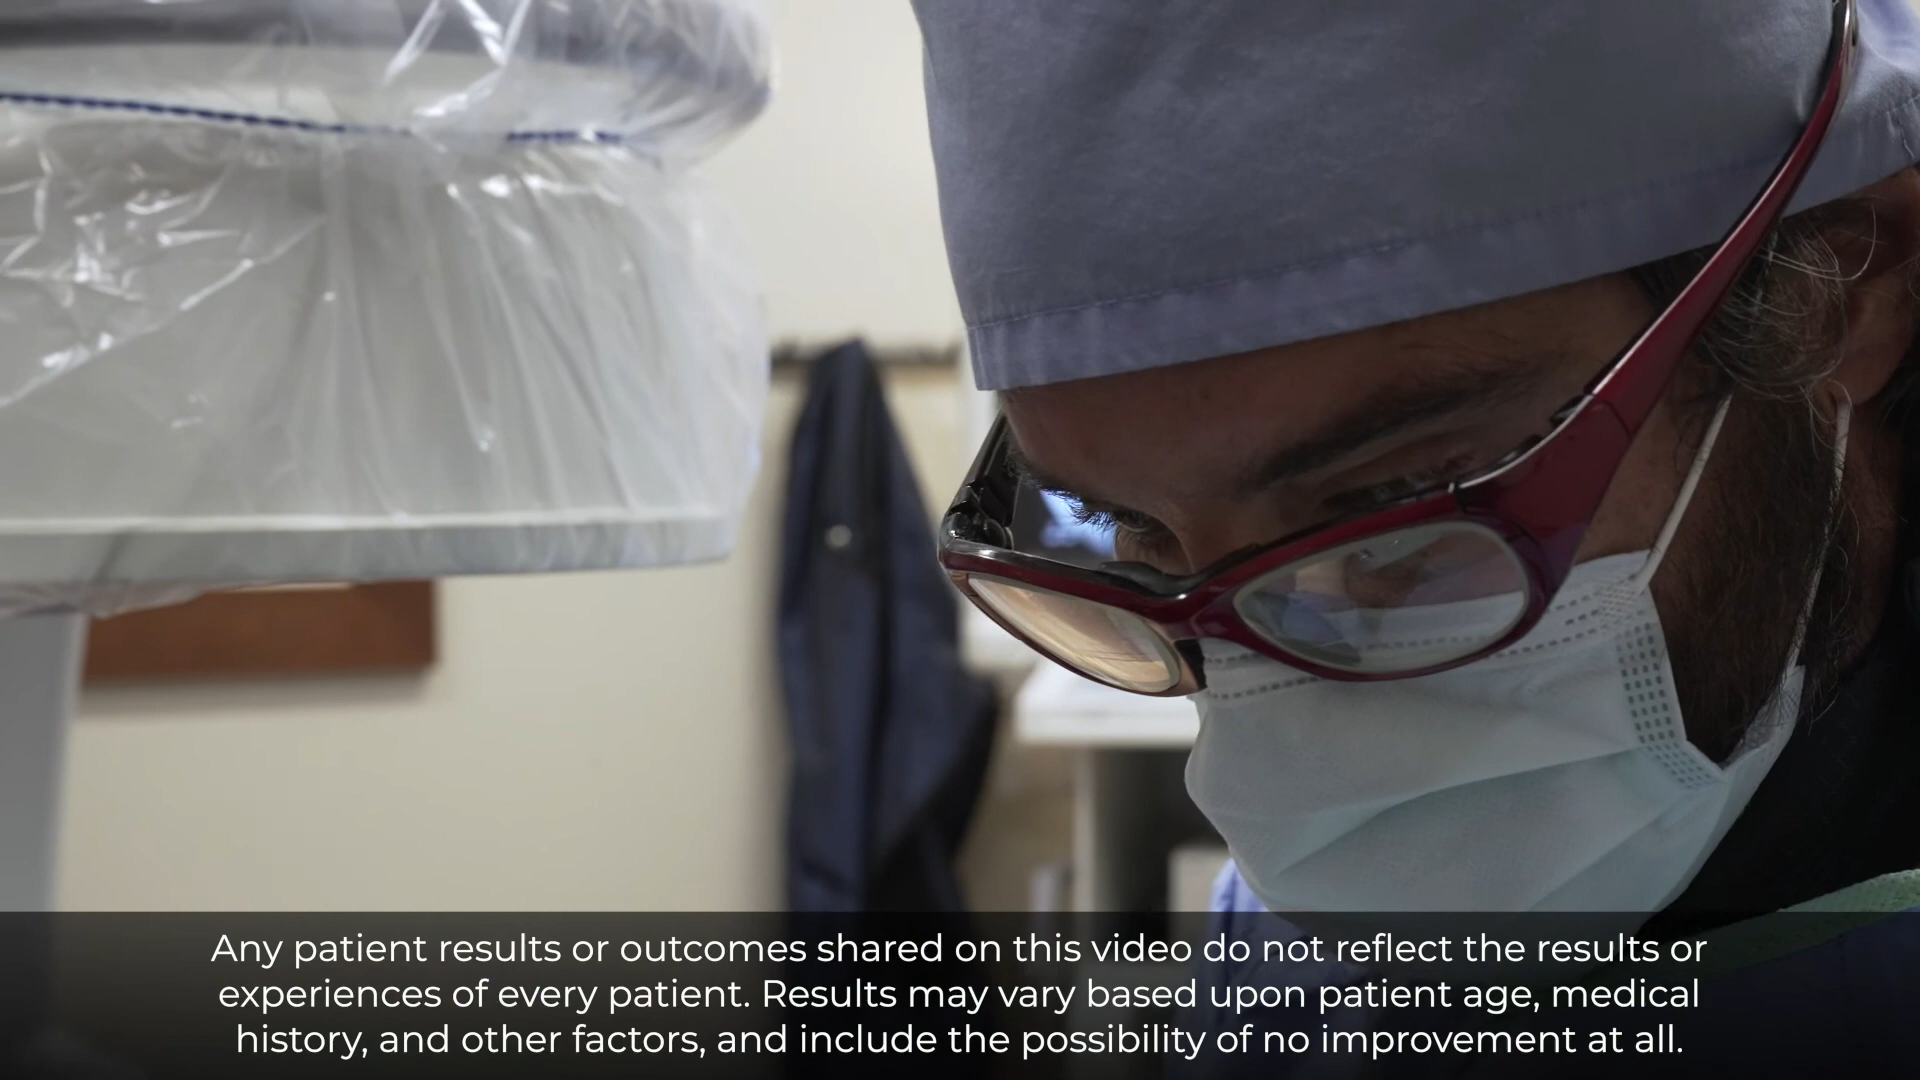 Any patient results or outcomes shared on this video do not reflect the results or
experiences of every patient. Results may vary based upon patient age, medical
history, and other factors, and include the possibility of no improvement at all.